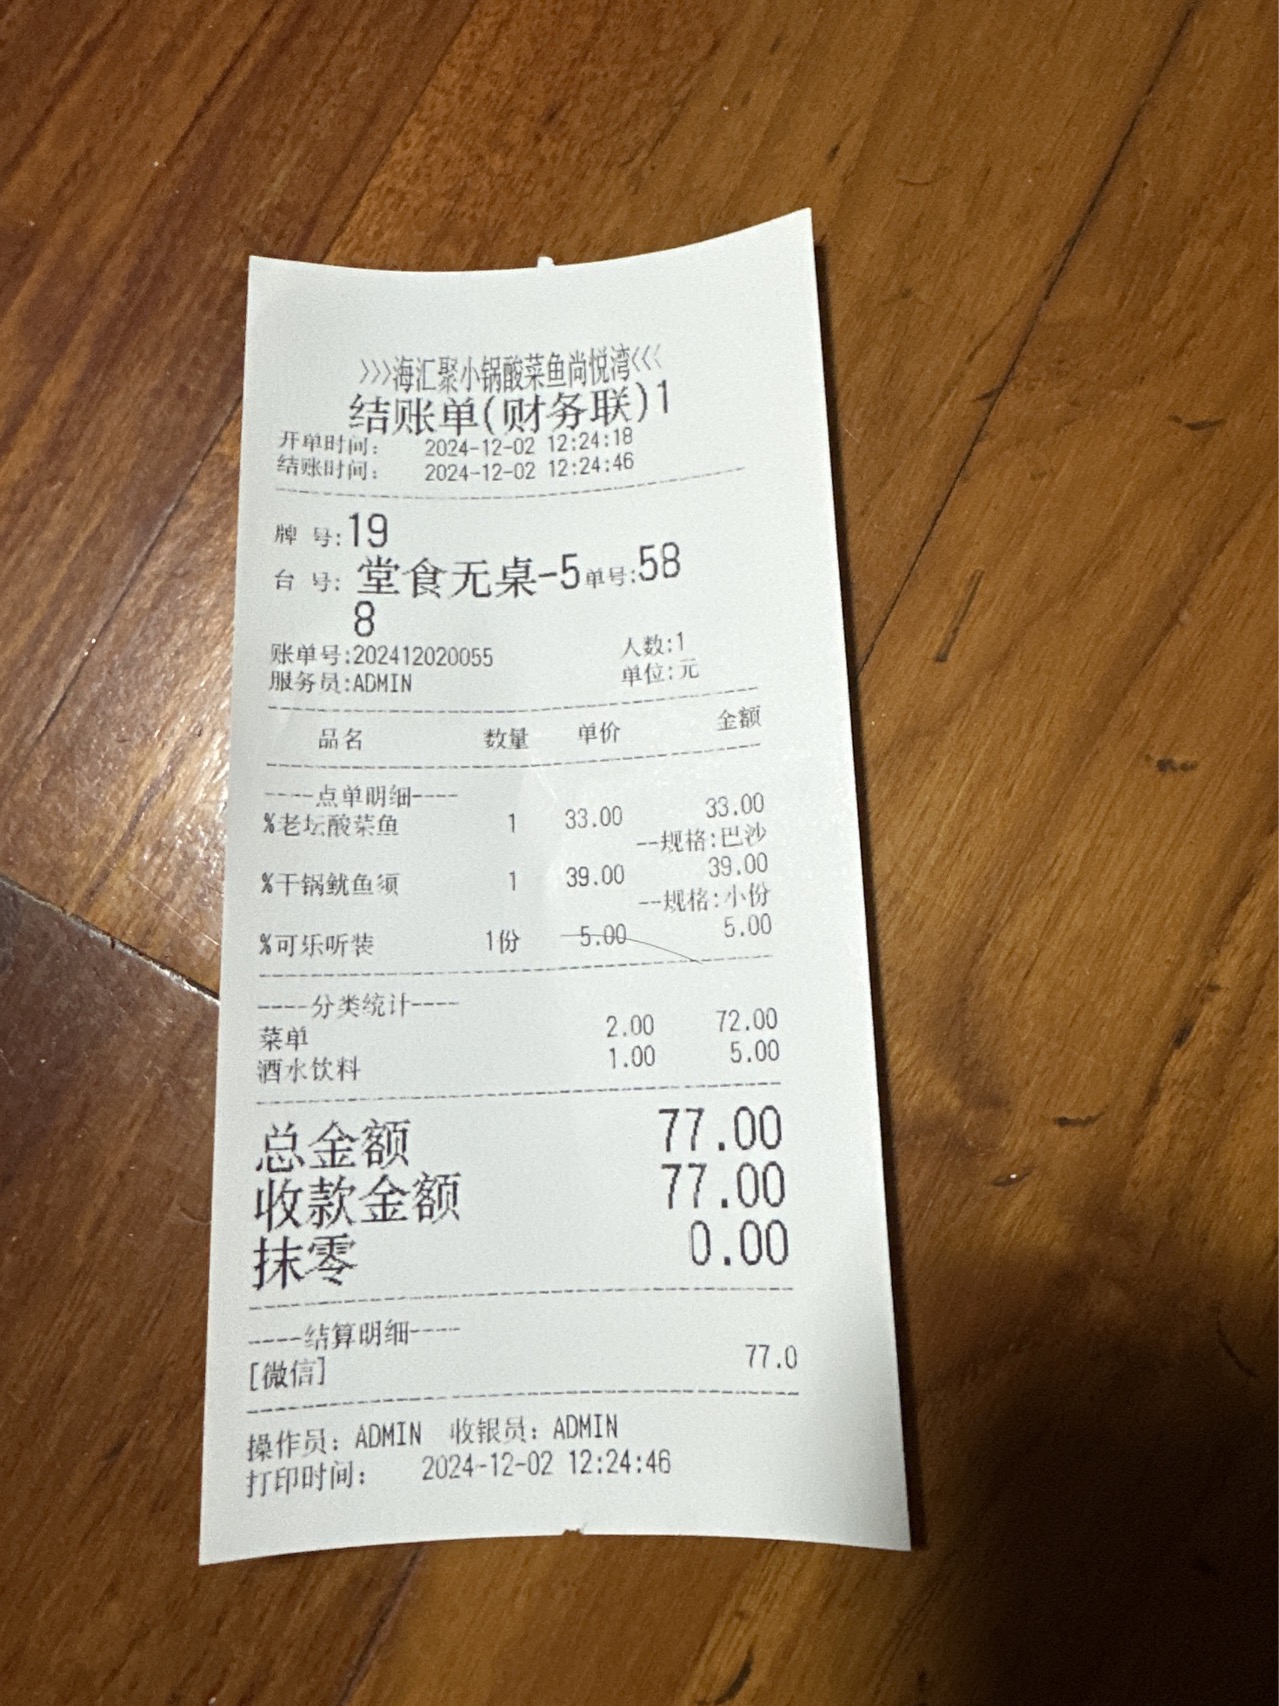 >>>海汇聚小锅酸菜鱼尚悦湾<<<
结账单(财务联)1
开单时间: 2024-12-02 12:24:18
结账时间: 2024-12-02 12:24:46
牌 号:19
台 号: 堂食无桌-5单号:58
8
账单号:202412020055 人数:1
服务员:ADMIN 单位:元
品名 数量 单价 金额
----点单明细----
%老坛酸菜鱼 1 33.00 33.00
--规格:巴沙
%干锅鱿鱼须 1 39.00 39.00
--规格:小份
%可乐听装 1份 5.00 5.00
----分类统计----
菜单 2.00 72.00
酒水饮料 1.00 5.00
总金额 77.00
收款金额 77.00
抹零 0.00
----结算明细----
[微信] 77.0
操作员: ADMIN 收银员: ADMIN
打印时间: 2024-12-02 12:24:46